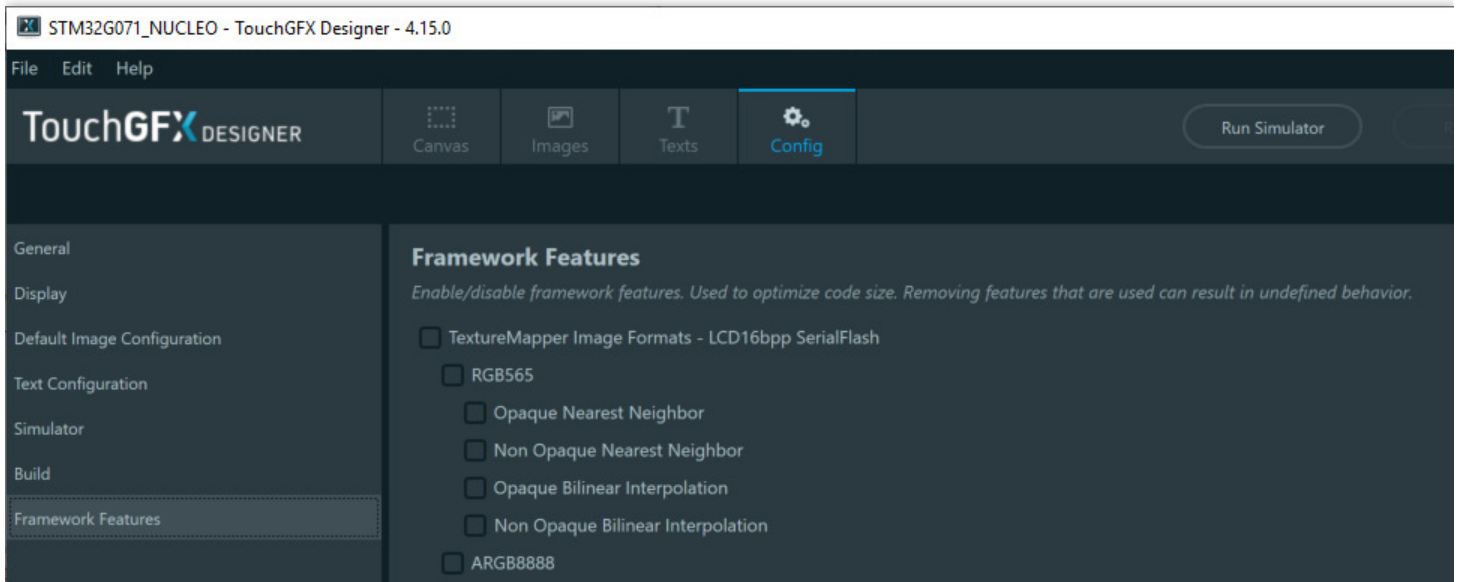 STM32G071_NUCLEO - TouchGFX Designer - 4.15.0
File Edit Help
TouchGFX DESIGNER
Canvas
Images
Texts
Config
Run Simulator
General
Display
Default Image Configuration
Text Configuration
Simulator
Build
Framework Features
Framework Features
Enable/disable framework features. Used to optimize code size. Removing features that are used can result in undefined behavior.
TextureMapper Image Formats - LCD16bpp SerialFlash
RGB565
Opaque Nearest Neighbor
Non Opaque Nearest Neighbor
Opaque Bilinear Interpolation
Non Opaque Bilinear Interpolation
ARGB8888